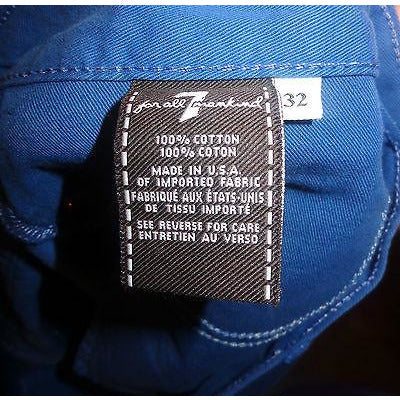 for all 7 mankind
32
100% COTTON
100% COTON
MADE IN U.S.A
OF IMPORTED FABRIC
FABRIQUÉ AUX ÉTATS-UNIS
DE TISSU IMPORTÉ
SEE REVERSE FOR CARE
ENTRETIEN AU VERSO